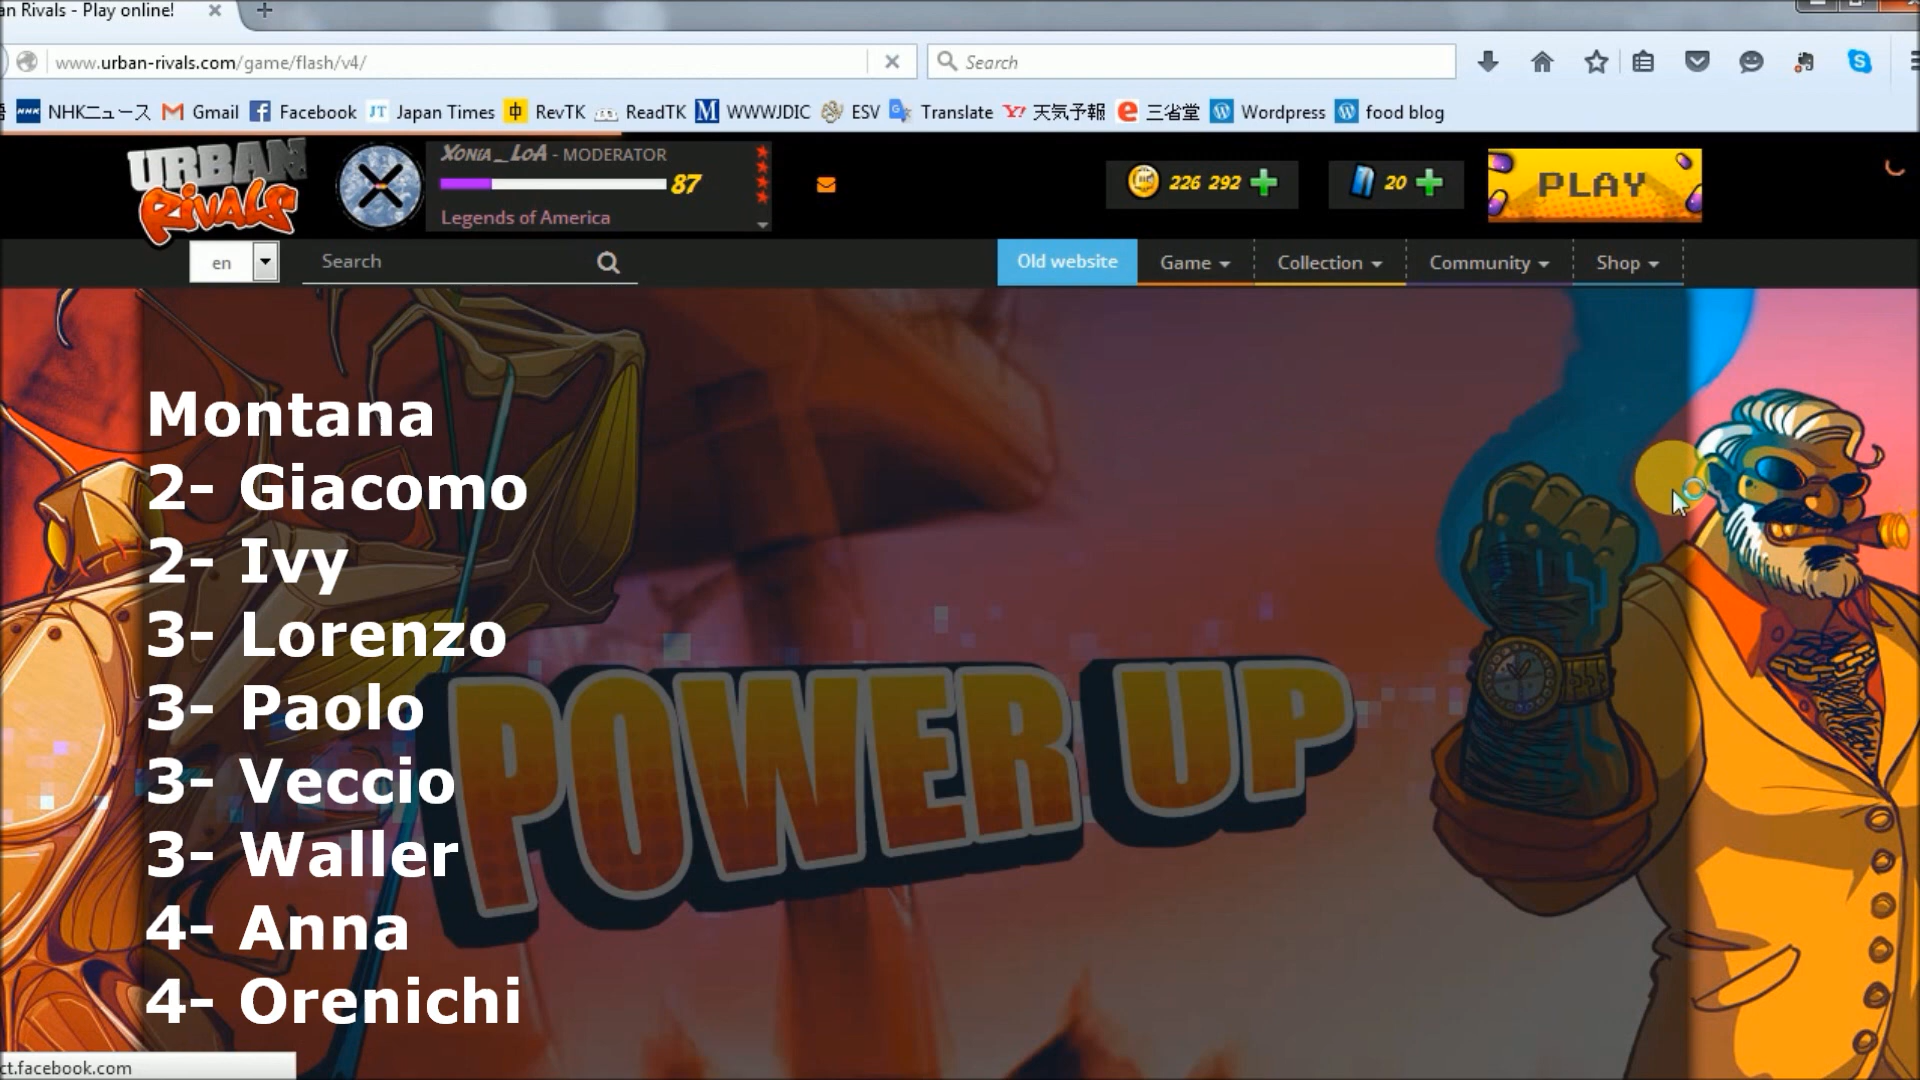 an Rivals - Play online!
www.urban-rivals.com/game/flash/v4/
Search
NHKニュース Gmail Facebook JT Japan Times RevTK ReadTK M WWWJDIC ESV Translate 天気予報 三省堂 Wordpress food blog
URBAN RIVALS
XONIA_LOA - MODERATOR
87
Legends of America
226 292
20
PLAY
en
Search
Old website
Game
Collection
Community
Shop
Montana
2- Giacomo
2- Ivy
3- Lorenzo
3- Paolo
3- Veccio
3- Waller
4- Anna
4- Orenichi
POWER UP
ct.facebook.com